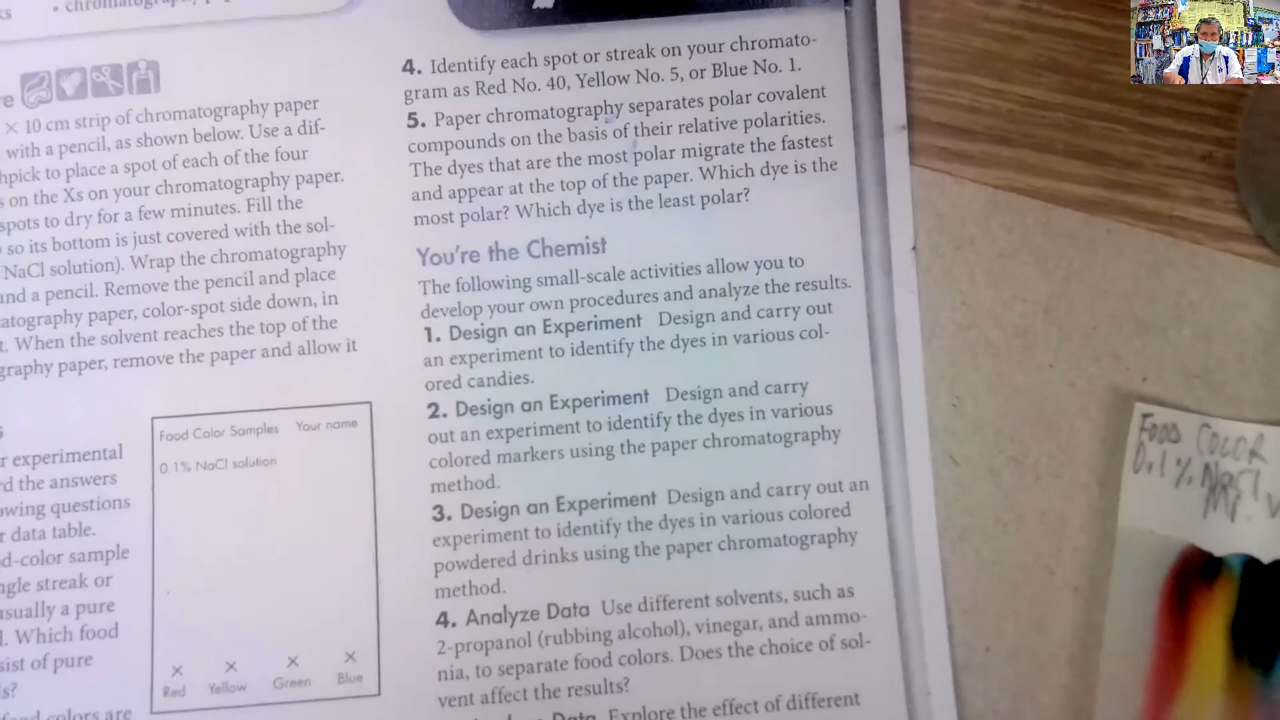 × 10 cm strip of chromatography paper
with a pencil, as shown below. Use a dif-
to place a spot of each of the four
on the Xs on your chromatography paper.
spots to dry for a few minutes. Fill the
so its bottom is just covered with the sol-
NaCl solution). Wrap the chromatography
and a pencil. Remove the pencil and place
paper, color-spot side down, in
When the solvent reaches the top of the
paper, remove the paper and allow it
experimental
the answers
questions
data table.
sample
streak or
usually a pure
Which food
of pure
colors are
Food Color Samples Your name
0.1% NaCl solution
× × × ×
Red Yellow Green Blue
4. Identify each spot or streak on your chromato-
gram as Red No. 40, Yellow No. 5, or Blue No. 1.
5. Paper chromatography separates polar covalent
compounds on the basis of their relative polarities.
The dyes that are the most polar migrate the fastest
and appear at the top of the paper. Which dye is the
most polar? Which dye is the least polar?
You're the Chemist
The following small-scale activities allow you to
develop your own procedures and analyze the results.
1. Design an Experiment Design and carry out
an experiment to identify the dyes in various col-
ored candies.
2. Design an Experiment Design and carry
out an experiment to identify the dyes in various
colored markers using the paper chromatography
method.
3. Design an Experiment Design and carry out an
experiment to identify the dyes in various colored
powdered drinks using the paper chromatography
method.
4. Analyze Data Use different solvents, such as
2-propanol (rubbing alcohol), vinegar, and ammo-
nia, to separate food colors. Does the choice of sol-
vent affect the results?
Data Explore the effect of different
FOOD COLOR
0.1%